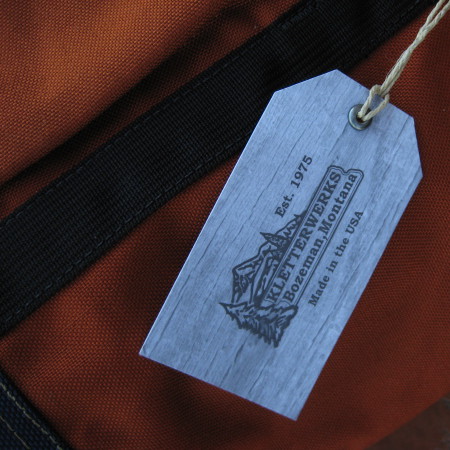 Est. 1975
KLETTERWERKS
Bozeman, Montana
Made in the USA